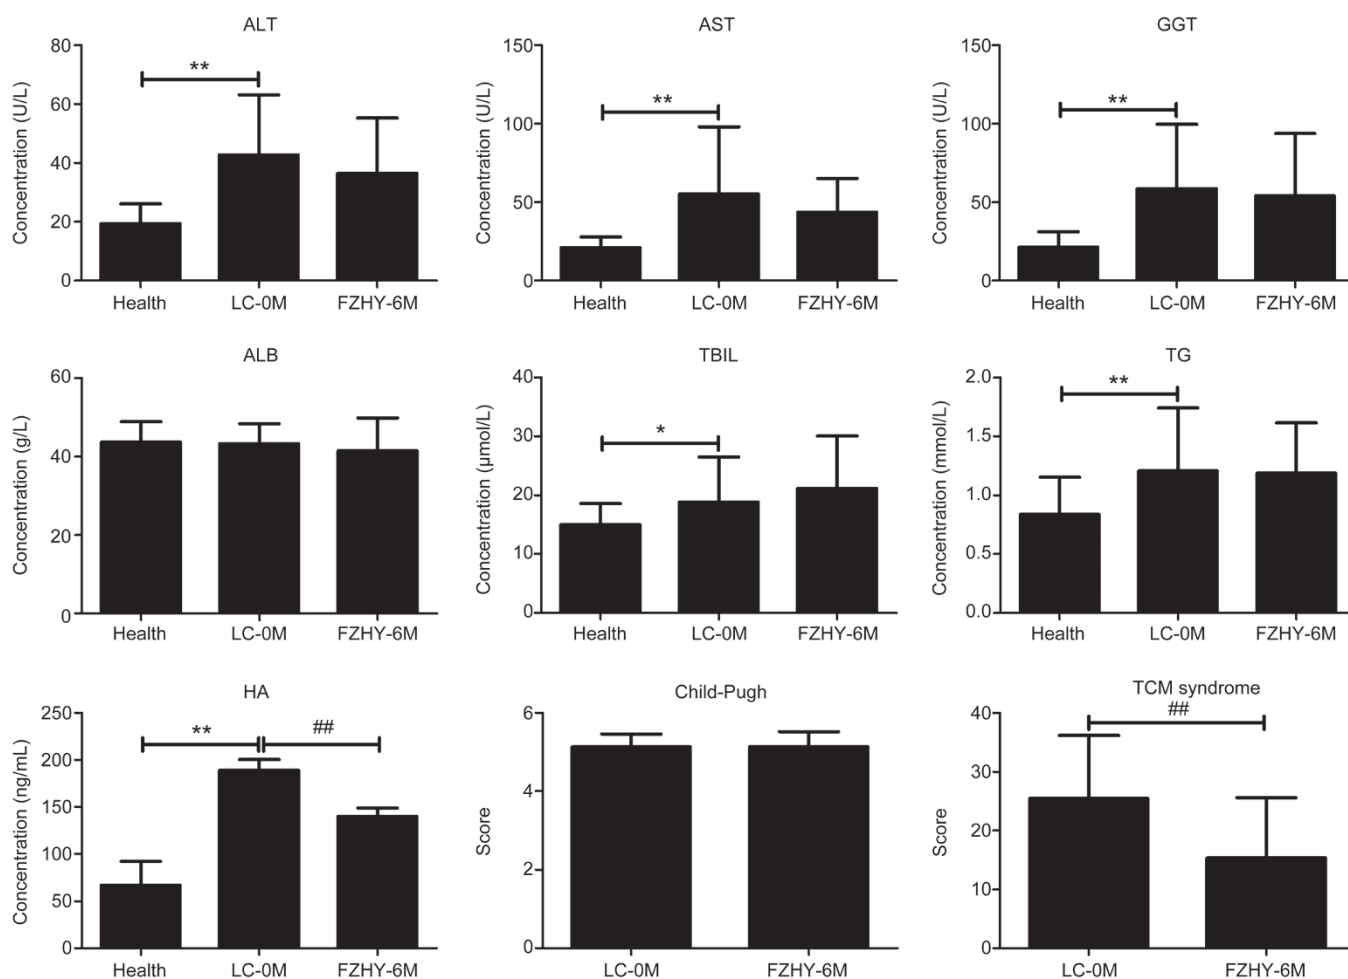 ALT
Concentration (U/L)
80
60
40
20
0
**
Health LC-0M FZHY-6M
AST
Concentration (U/L)
150
100
50
0
**
Health LC-0M FZHY-6M
GGT
Concentration (U/L)
150
100
50
0
**
Health LC-0M FZHY-6M
ALB
Concentration (g/L)
60
40
20
0
Health LC-0M FZHY-6M
TBIL
Concentration (μmol/L)
40
30
20
10
0
*
Health LC-0M FZHY-6M
TG
Concentration (mmol/L)
2.0
1.5
1.0
0.5
0.0
**
Health LC-0M FZHY-6M
HA
Concentration (ng/mL)
250
200
150
100
50
0
** ##
Health LC-0M FZHY-6M
Child-Pugh
Score
6
4
2
0
LC-0M FZHY-6M
TCM syndrome
Score
40
30
20
10
0
##
LC-0M FZHY-6M